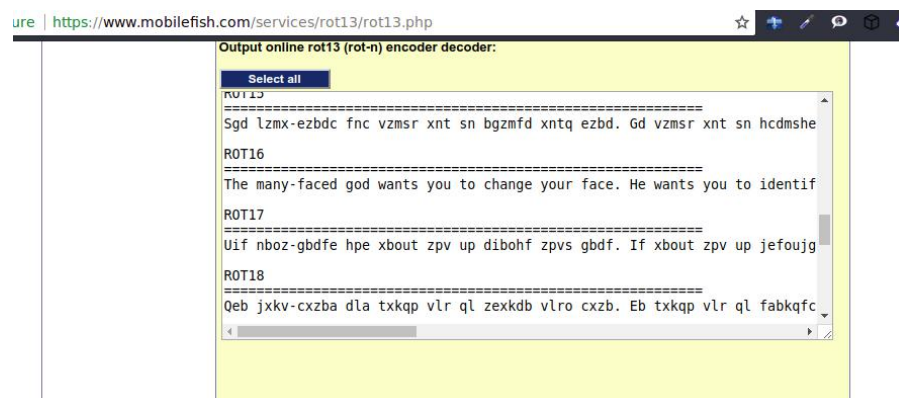 ure | https://www.mobilefish.com/services/rot13/rot13.php
Output online rot13 (rot-n) encoder decoder:
Select all
ROT15
===========================================================
Sgd lzmx-ezbdc fnc vzmsr xnt sn bgzmfd xntq ezbd. Gd vzmsr xnt sn hcdmshe
ROT16
===========================================================
The many-faced god wants you to change your face. He wants you to identif
ROT17
===========================================================
Uif nboz-gbdfe hpe xbout zpv up dibohf zpvs gbdf. If xbout zpv up jefoujg
ROT18
===========================================================
Qeb jxkv-cxzba dla txkqp vlr ql zexkdb vlro cxzb. Eb txkqp vlr ql fabkqfc